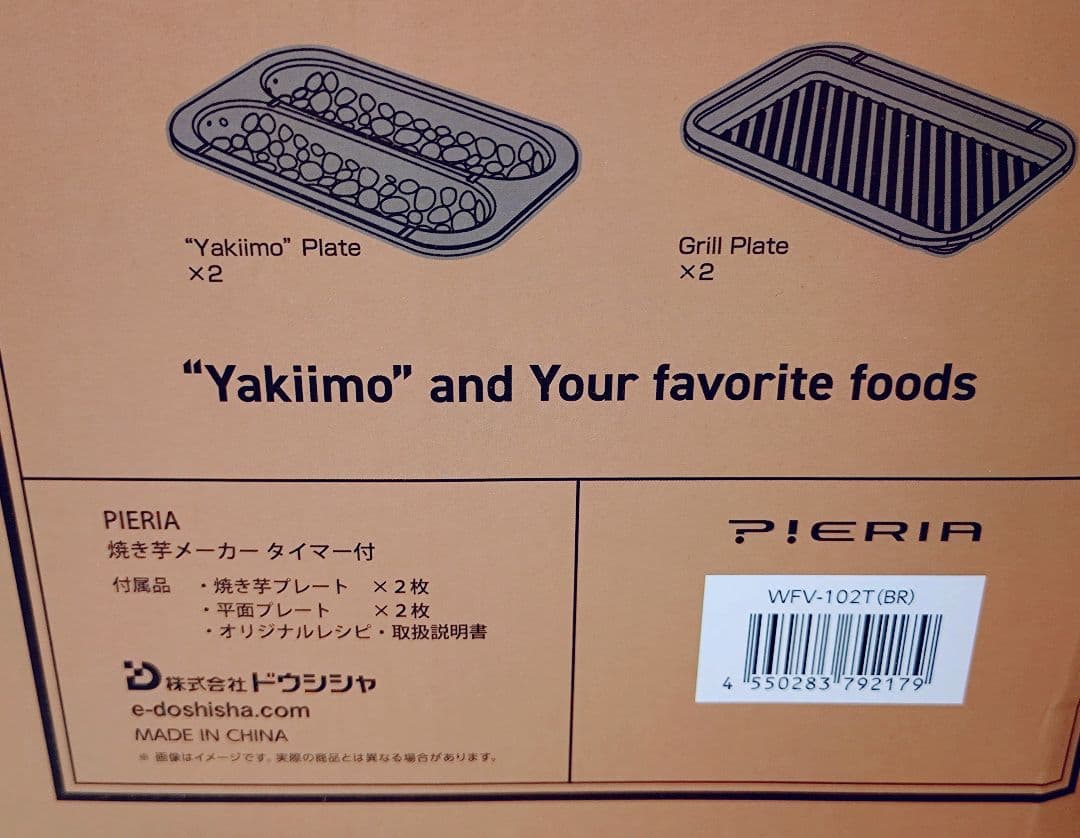 “Yakiimo” Plate
×2
Grill Plate
×2
“Yakiimo” and Your favorite foods
PIERIA
焼き芋メーカー タイマー付
付属品 ・焼き芋プレート ×2枚
・平面プレート ×2枚
・オリジナルレシピ・取扱説明書
株式会社ドウシシャ
e-doshisha.com
MADE IN CHINA
※ 画像はイメージです。実際の商品とは異なる場合があります。
P!ERIA
WFV-102T(BR)
4 550283 792179